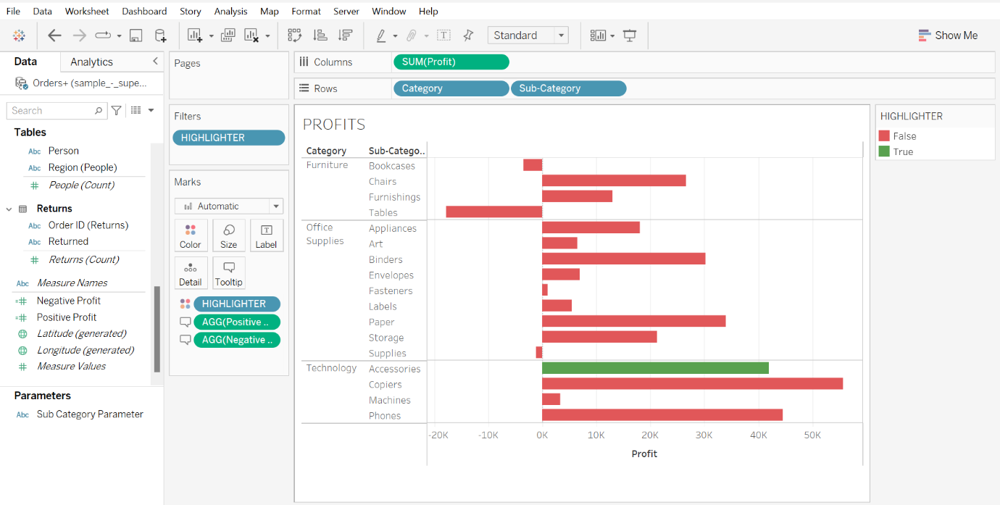 File Data Worksheet Dashboard Story Analysis Map Format Server Window Help
Standard
Show Me
Data Analytics
Orders+ (sample_-_supe...
Search
Tables
Abc Person
Abc Region (People)
# People (Count)
Returns
Abc Order ID (Returns)
Abc Returned
# Returns (Count)
Abc Measure Names
=# Negative Profit
=# Positive Profit
Latitude (generated)
Longitude (generated)
# Measure Values
Parameters
Abc Sub Category Parameter
Pages
Filters
HIGHLIGHTER
Marks
Automatic
Color Size Label
Detail Tooltip
HIGHLIGHTER
AGG(Positive ..
AGG(Negative ..
Columns SUM(Profit)
Rows Category Sub-Category
PROFITS
Category Sub-Catego..
Furniture Bookcases
Chairs
Furnishings
Tables
Office Appliances
Supplies Art
Binders
Envelopes
Fasteners
Labels
Paper
Storage
Supplies
Technology Accessories
Copiers
Machines
Phones
-20K -10K 0K 10K 20K 30K 40K 50K
Profit
HIGHLIGHTER
False
True